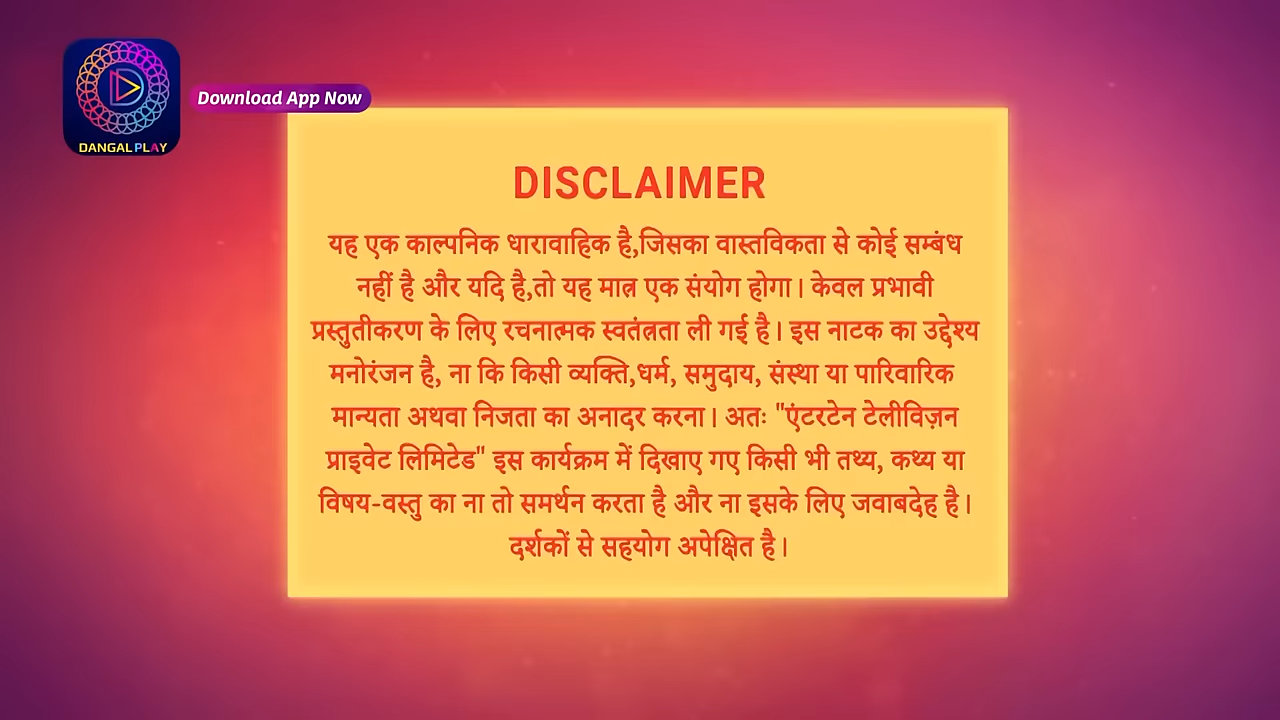 DANGAL PLAY
Download App Now
DISCLAIMER
यह एक काल्पनिक धारावाहिक है,जिसका वास्तविकता से कोई सम्बंध
नहीं है और यदि है,तो यह मात्र एक संयोग होगा। केवल प्रभावी
प्रस्तुतीकरण के लिए रचनात्मक स्वतंत्रता ली गई है। इस नाटक का उद्देश्य
मनोरंजन है, ना कि किसी व्यक्ति,धर्म, समुदाय, संस्था या पारिवारिक
मान्यता अथवा निजता का अनादर करना। अतः "एंटरटेन टेलीविज़न
प्राइवेट लिमिटेड" इस कार्यक्रम में दिखाए गए किसी भी तथ्य, कथ्य या
विषय-वस्तु का ना तो समर्थन करता है और ना इसके लिए जवाबदेह है।
दर्शकों से सहयोग अपेक्षित है।